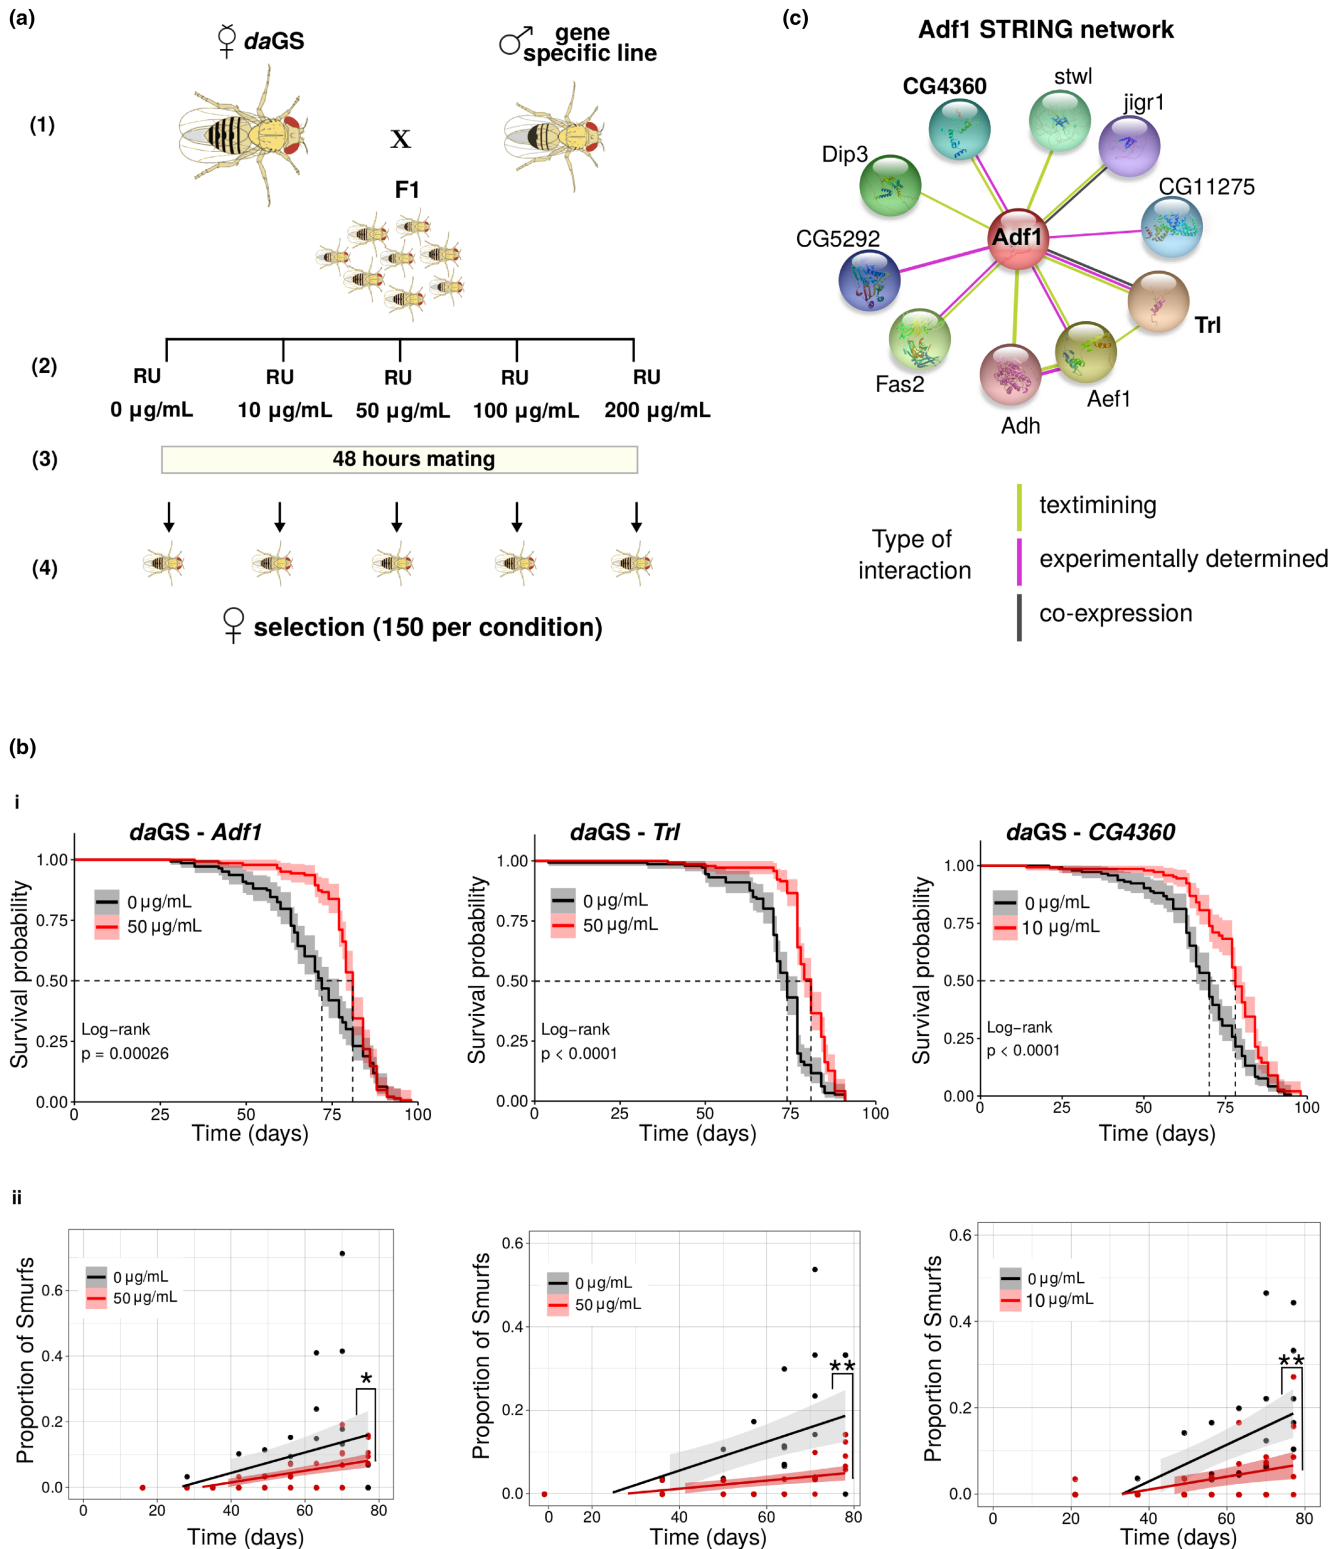 (a)
☿ daGS
♂ gene
specific line
(1)
X
F1
(2)
RU
RU
RU
RU
RU
0 µg/mL
10 µg/mL
50 µg/mL
100 µg/mL
200 µg/mL
(3)
48 hours mating
(4)
♀ selection (150 per condition)
(c)
Adf1 STRING network
CG4360
stwl
jigr1
Dip3
CG11275
Adf1
CG5292
Trl
Fas2
Aef1
Adh
Type of
interaction
textimining
experimentally determined
co-expression
(b)
i
daGS - Adf1
Survival probability
1.00
0.75
0.50
0.25
0.00
0 µg/mL
50 µg/mL
Log−rank
p = 0.00026
0
25
50
75
100
Time (days)
daGS - Trl
Survival probability
1.00
0.75
0.50
0.25
0.00
0 µg/mL
50 µg/mL
Log−rank
p < 0.0001
0
25
50
75
100
Time (days)
daGS - CG4360
Survival probability
1.00
0.75
0.50
0.25
0.00
0 µg/mL
10 µg/mL
Log−rank
p < 0.0001
0
25
50
75
100
Time (days)
ii
Proportion of Smurfs
0.6
0.4
0.2
0.0
0 µg/mL
50 µg/mL
*
0
20
40
60
80
Time (days)
Proportion of Smurfs
0.6
0.4
0.2
0.0
0 µg/mL
50 µg/mL
**
0
20
40
60
80
Time (days)
Proportion of Smurfs
0.6
0.4
0.2
0.0
0 µg/mL
10 µg/mL
**
0
20
40
60
80
Time (days)